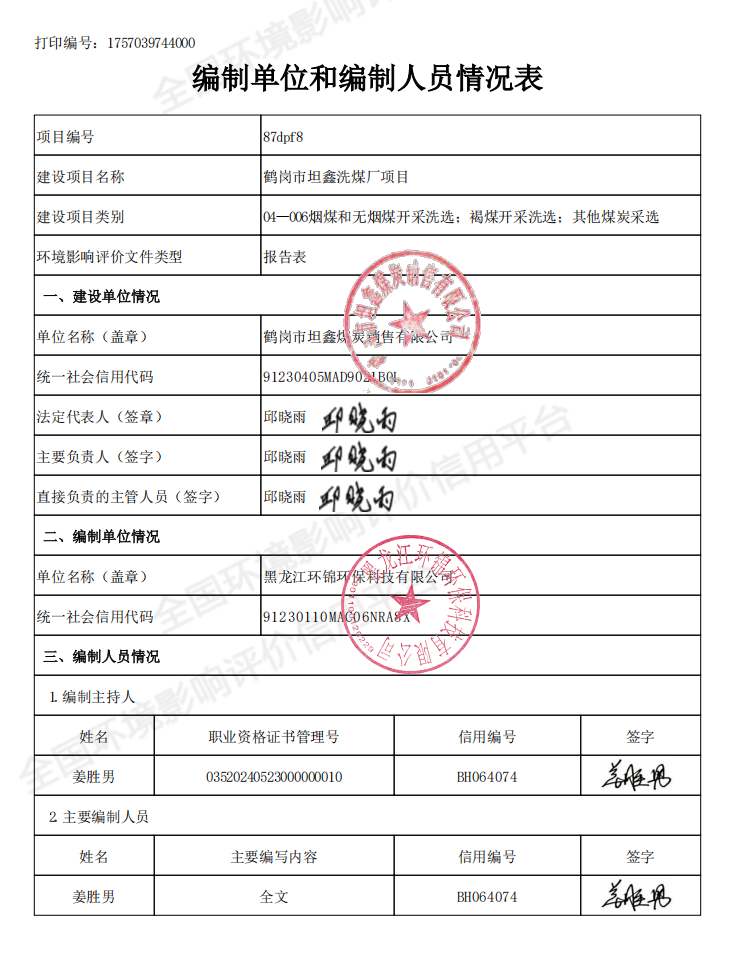 打印编号：1757039744000
编制单位和编制人员情况表
项目编号 87dpf8
建设项目名称 鹤岗市坦鑫洗煤厂项目
建设项目类别 04—006烟煤和无烟煤开采洗选；褐煤开采洗选；其他煤炭采选
环境影响评价文件类型 报告表
一、建设单位情况
单位名称（盖章） 鹤岗市坦鑫煤炭销售有限公司
统一社会信用代码
法定代表人（签章） 邱晓雨 邱晓雨
主要负责人（签字） 邱晓雨 邱晓雨
直接负责的主管人员（签字） 邱晓雨 邱晓雨
二、编制单位情况
单位名称（盖章） 黑龙江环锦环保科技有限公司
黑龙江环锦环保科技有限公司
统一社会信用代码
三、编制人员情况
1.编制主持人
姓名 职业资格证书管理号 信用编号 签字
姜胜男 03520240523000000010 BH064074 姜胜男
2.主要编制人员
姓名 主要编写内容 信用编号 签字
姜胜男 全文 BH064074 姜胜男
全国环境影响评价信用平台